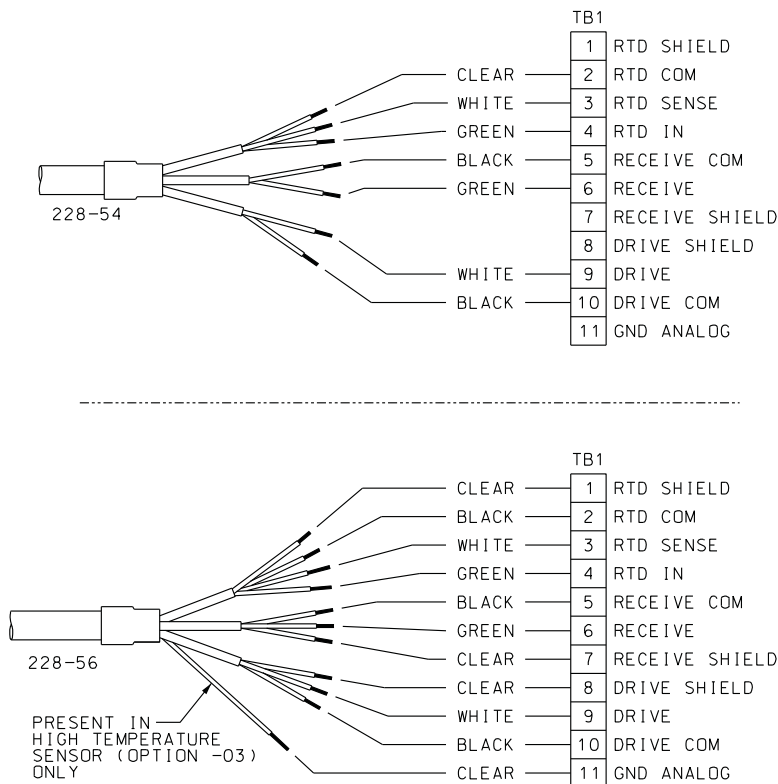 TB1
1 RTD SHIELD
CLEAR 2 RTD COM
WHITE 3 RTD SENSE
GREEN 4 RTD IN
BLACK 5 RECEIVE COM
GREEN 6 RECEIVE
7 RECEIVE SHIELD
228-54
8 DRIVE SHIELD
WHITE 9 DRIVE
BLACK 10 DRIVE COM
11 GND ANALOG
TB1
CLEAR 1 RTD SHIELD
BLACK 2 RTD COM
WHITE 3 RTD SENSE
GREEN 4 RTD IN
BLACK 5 RECEIVE COM
GREEN 6 RECEIVE
CLEAR 7 RECEIVE SHIELD
228-56
CLEAR 8 DRIVE SHIELD
WHITE 9 DRIVE
BLACK 10 DRIVE COM
CLEAR 11 GND ANALOG
PRESENT IN
HIGH TEMPERATURE
SENSOR (OPTION -03)
ONLY